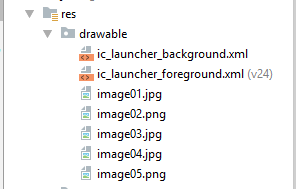 res
drawable
ic_launcher_background.xml
ic_launcher_foreground.xml (v24)
image01.jpg
image02.png
image03.jpg
image04.jpg
image05.png